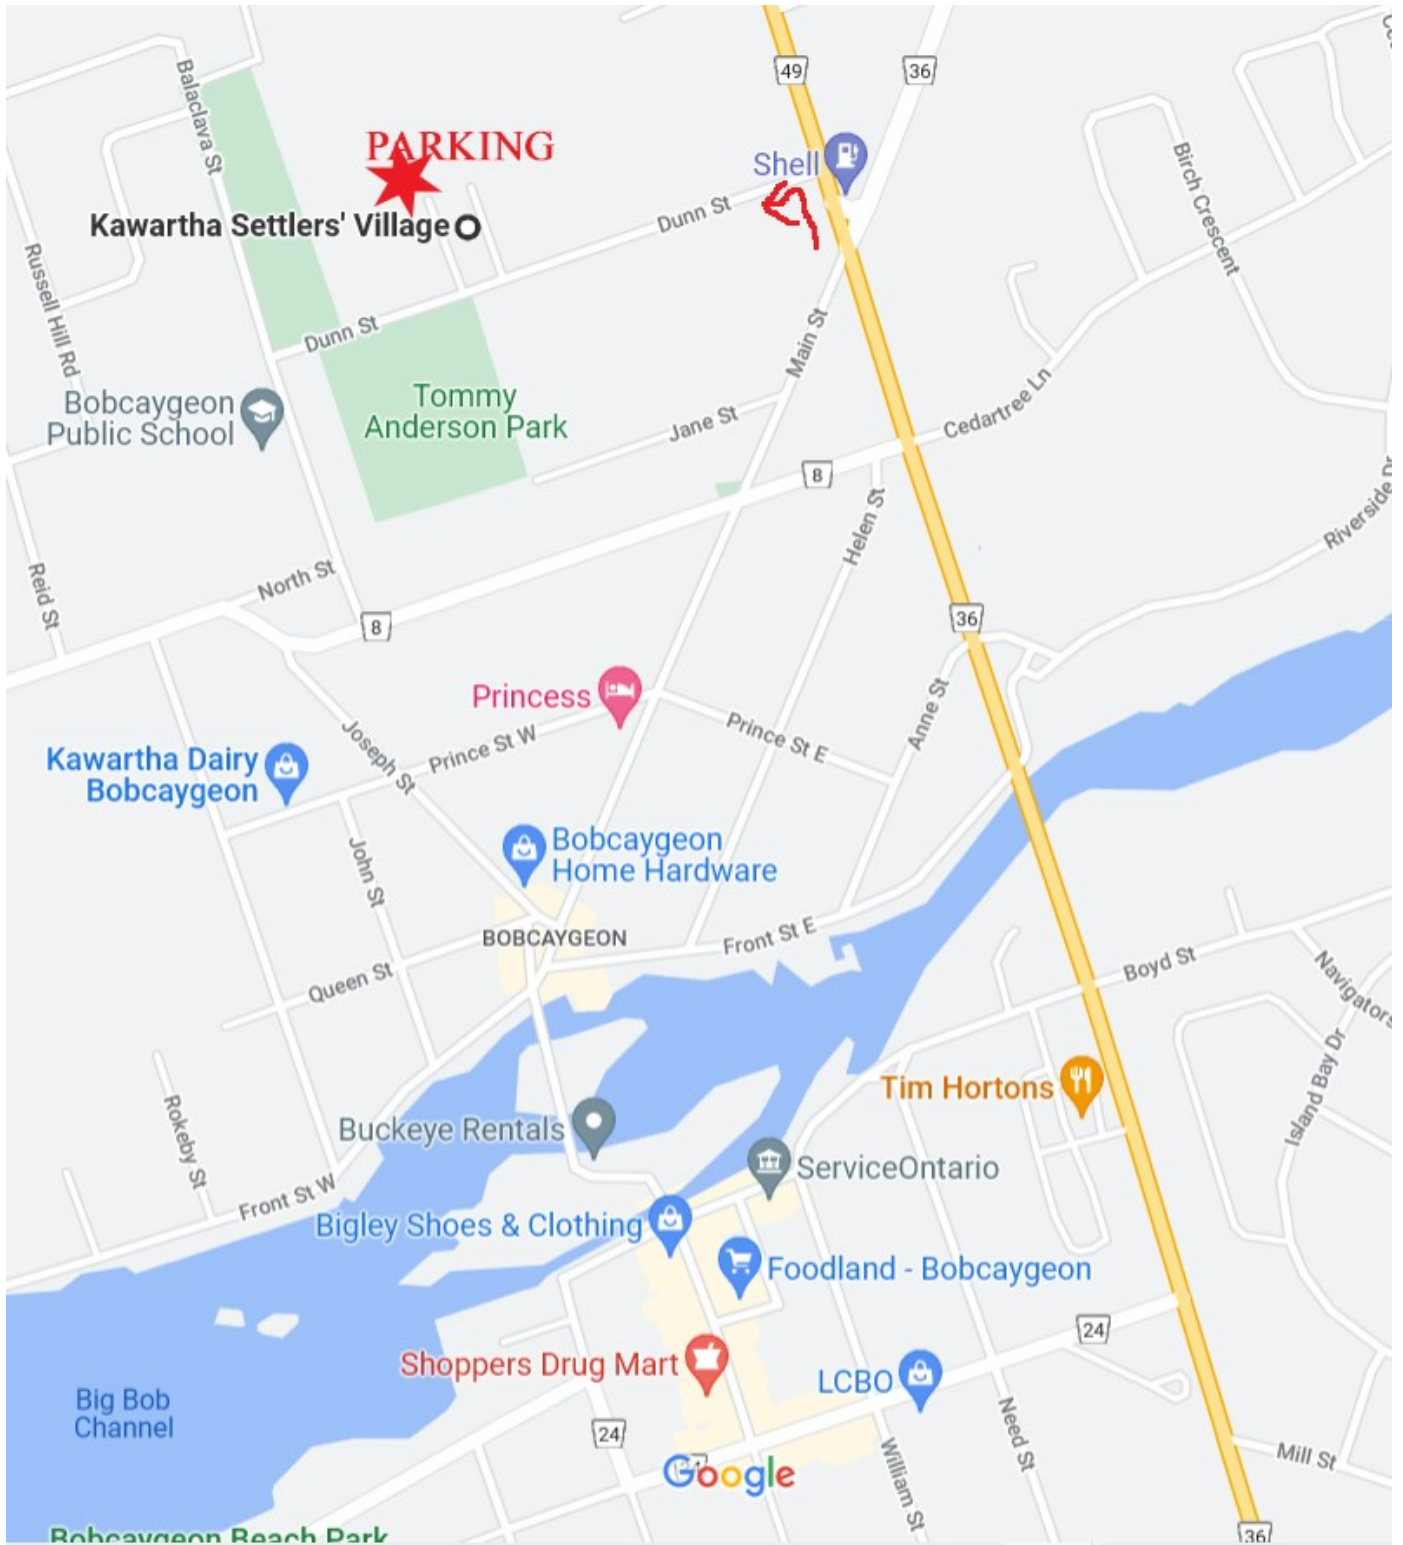 49
36
Balaclava St
PARKING
Shell
Birch Crescent
Dunn St
Kawartha Settlers' Village
Russell Hill Rd
Dunn St
Main St
Bobcaygeon
Public School
Tommy
Anderson Park
Jane St
Cedartree Ln
8
Helen St
Riverside Dr
North St
Reid St
8
36
Princess
Prince St W
Prince St E
Anne St
Joseph St
Kawartha Dairy
Bobcaygeon
Bobcaygeon
Home Hardware
John St
BOBCAYGEON
Front St E
Queen St
Boyd St
Navigators
Island Bay Dr
Tim Hortons
Buckeye Rentals
Rokeby St
ServiceOntario
Front St W
Bigley Shoes & Clothing
Foodland - Bobcaygeon
24
Shoppers Drug Mart
LCBO
Big Bob
Channel
24
Need St
William St
Mill St
Google
Bobcaygeon Beach Park
36